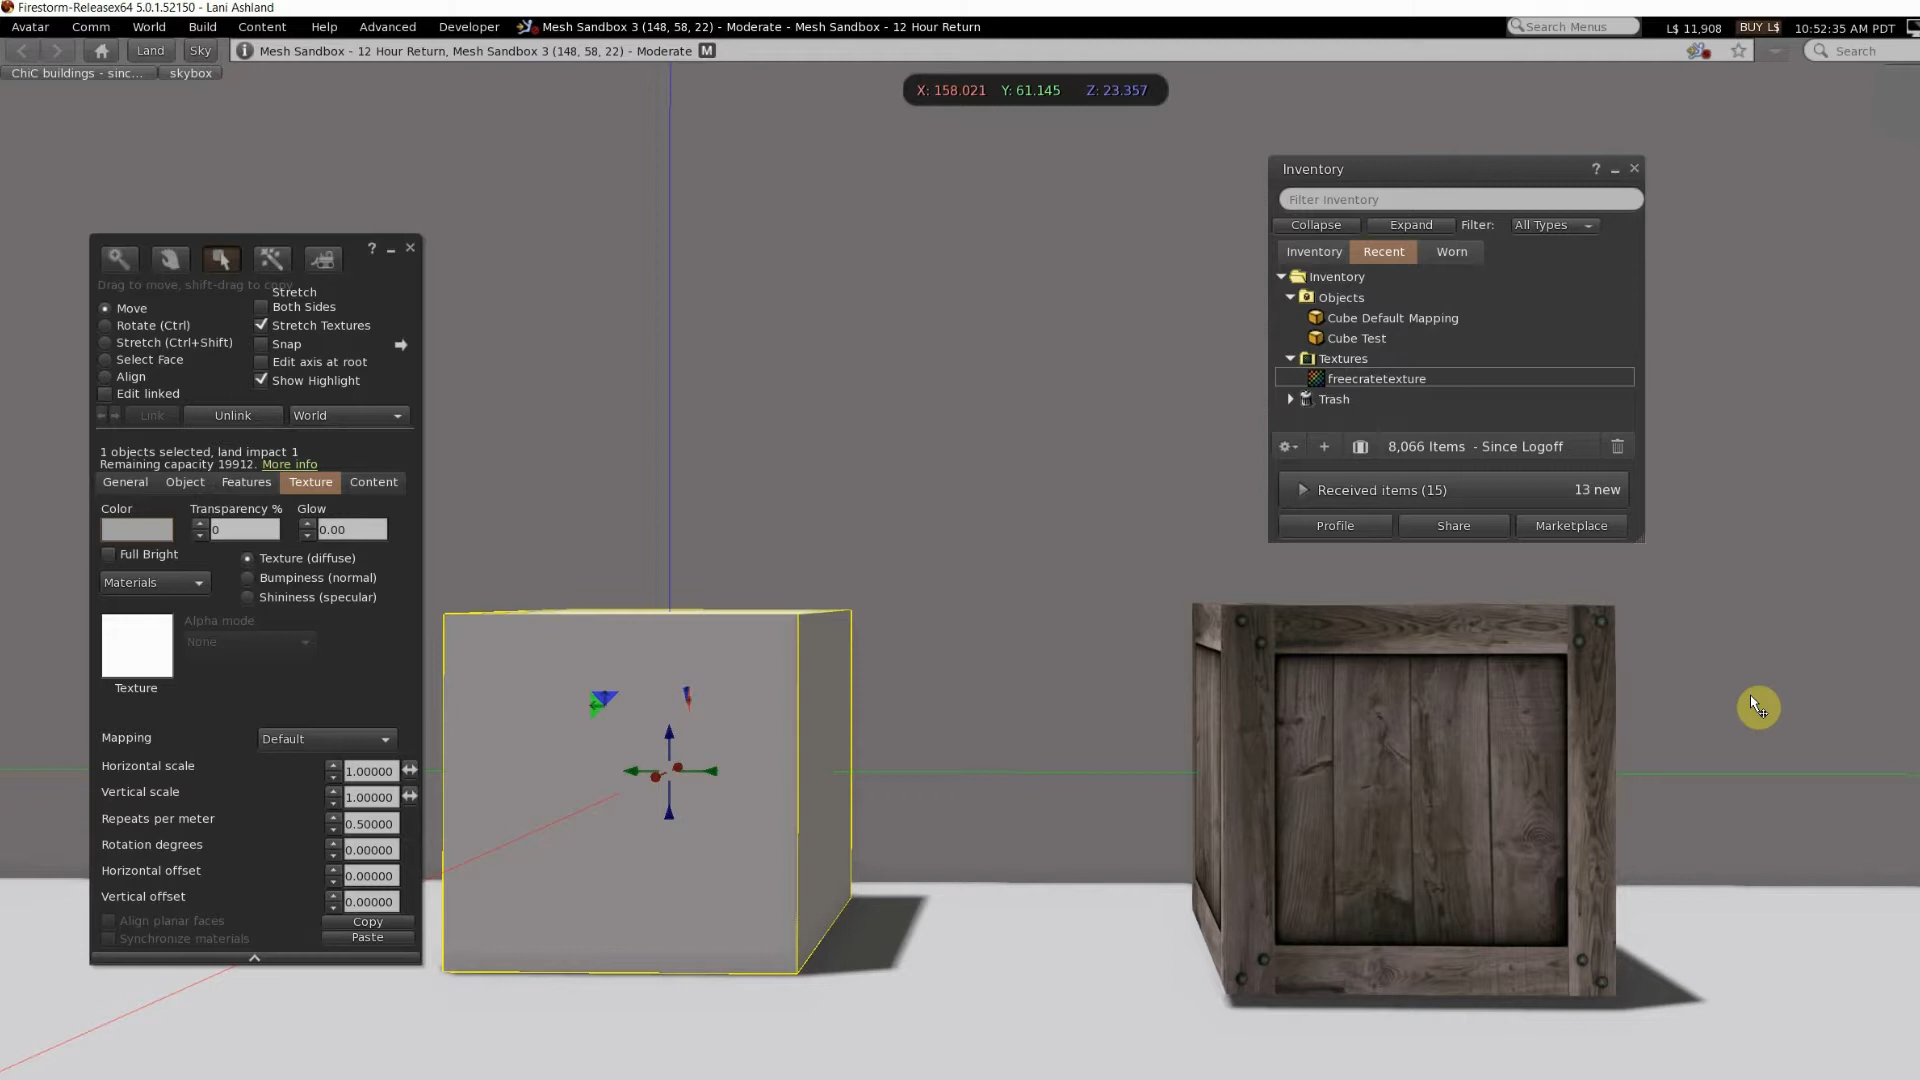 Firestorm-Releasex64 5.0.1.52150 - Lani Ashland
Avatar Comm World Build Content Help Advanced Developer Mesh Sandbox 3 (148, 58, 22) - Moderate - Mesh Sandbox - 12 Hour Return Search Menus L$ 11,908 BUY L$ 10:52:35 AM PDT
Land Sky Mesh Sandbox - 12 Hour Return, Mesh Sandbox 3 (148, 58, 22) - Moderate M Search
ChiC buildings - sinc... skybox
X: 158.021 Y: 61.145 Z: 23.357
Drag to move, shift-drag to copy
Move
Rotate (Ctrl)
Stretch (Ctrl+Shift)
Select Face
Align
Edit linked
Stretch
Both Sides
Stretch Textures
Snap
Edit axis at root
Show Highlight
Link Unlink World
1 objects selected, land impact 1
Remaining capacity 19912. More info
General Object Features Texture Content
Color Transparency % Glow
0 0.00
Full Bright
Texture (diffuse)
Materials
Bumpiness (normal)
Shininess (specular)
Alpha mode
None
Texture
Mapping Default
Horizontal scale 1.00000
Vertical scale 1.00000
Repeats per meter 0.50000
Rotation degrees 0.00000
Horizontal offset 0.00000
Vertical offset 0.00000
Align planar faces Copy
Synchronize materials Paste
Inventory ?
Filter Inventory
Collapse Expand Filter: All Types
Inventory Recent Worn
Inventory
Objects
Cube Default Mapping
Cube Test
Textures
freecratetexture
Trash
8,066 Items - Since Logoff
Received items (15) 13 new
Profile Share Marketplace